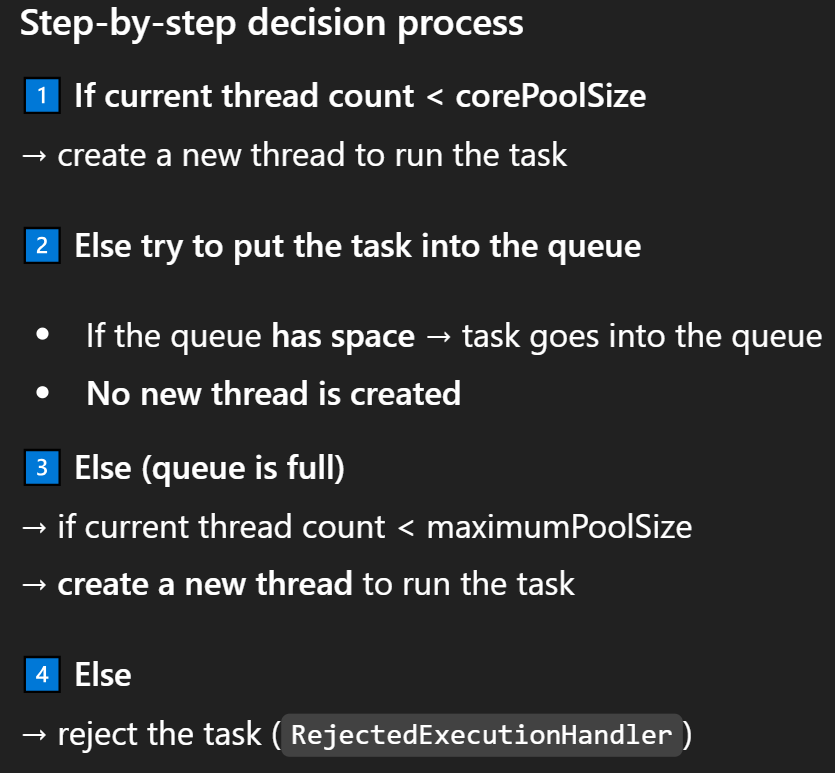 Step-by-step decision process
1 If current thread count < corePoolSize
→ create a new thread to run the task
2 Else try to put the task into the queue
• If the queue has space → task goes into the queue
• No new thread is created
3 Else (queue is full)
→ if current thread count < maximumPoolSize
→ create a new thread to run the task
4 Else
→ reject the task (RejectedExecutionHandler)